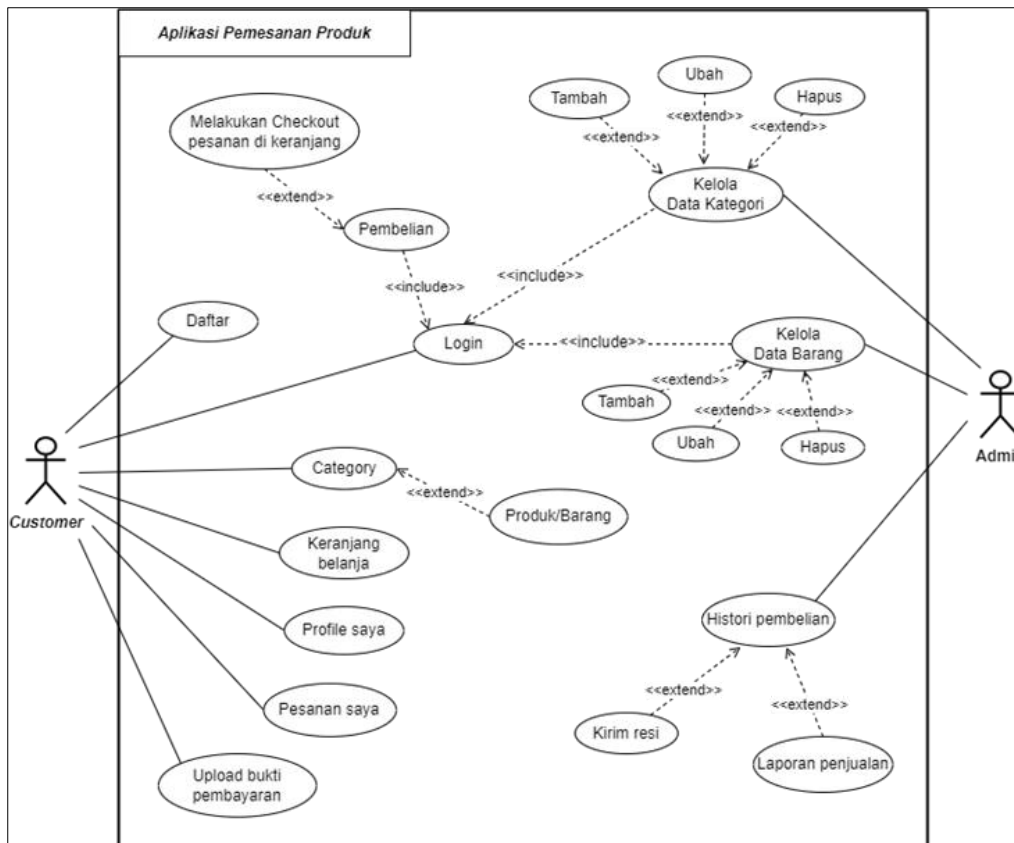 Aplikasi Pemesanan Produk
Ubah
Tambah
Hapus
<<extend>>
<<extend>>
<<extend>>
Melakukan Checkout
pesanan di keranjang
<<extend>>
Kelola
Data Kategori
Pembelian
<<include>>
<<include>>
Daftar
Login
<<include>>
Kelola
Data Barang
<<extend>>
Tambah
<<extend>>
<<extend>>
Ubah
Hapus
Admi
Category
<<extend>>
Produk/Barang
Customer
Keranjang
belanja
Profile saya
Histori pembelian
<<extend>>
<<extend>>
Pesanan saya
Kirim resi
Laporan penjualan
Upload bukti
pembayaran